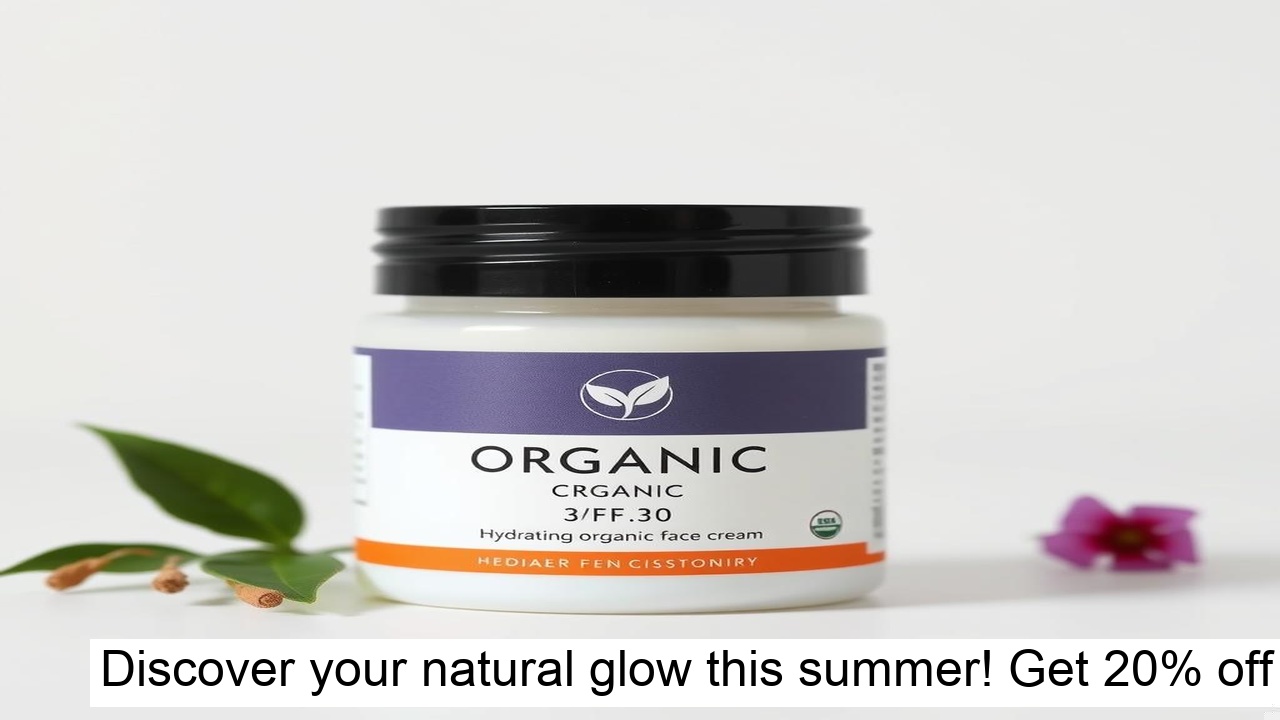 ORGANIC
CRGANIC
3/FF.30
Hydrating organic face cream
HEDIAER FEN CISSTONIRY
Discover your natural glow this summer! Get 20% off